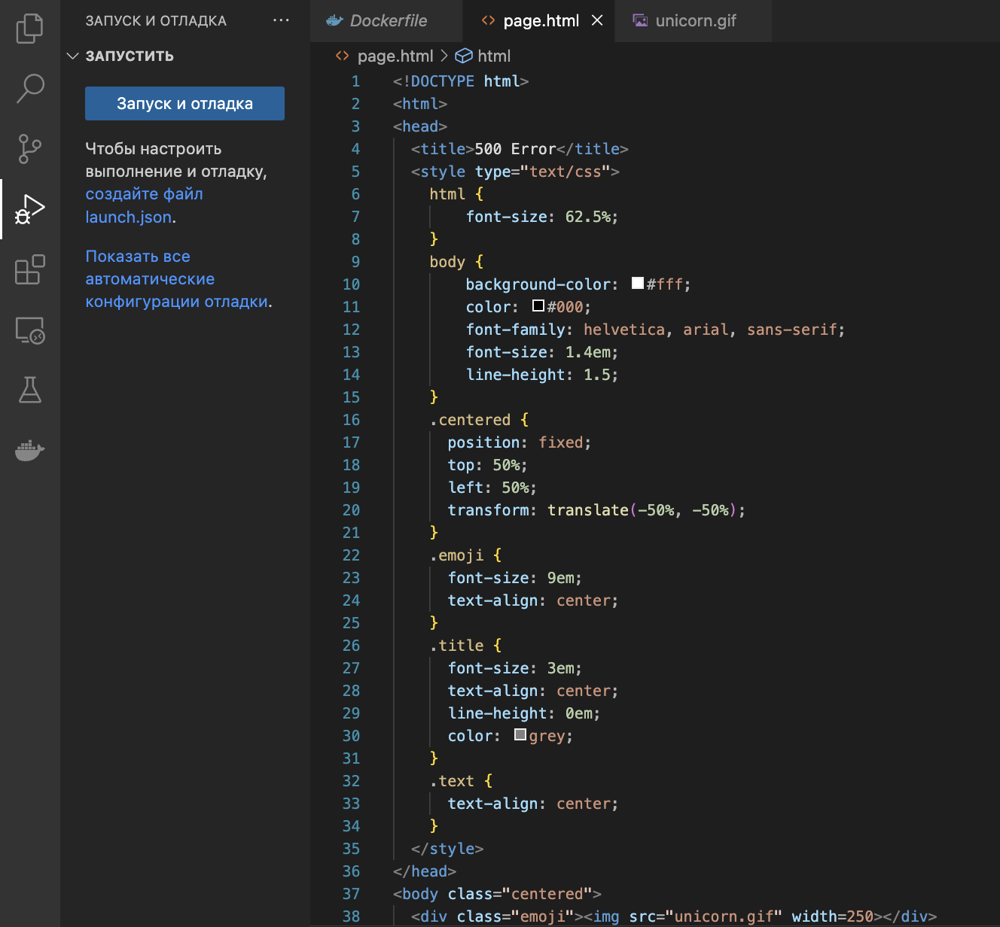 ЗАПУСК И ОТЛАДКА
ЗАПУСТИТЬ
Запуск и отладка
Чтобы настроить
выполнение и отладку,
создайте файл
launch.json.
Показать все
автоматические
конфигурации отладки.
Dockerfile
page.html
unicorn.gif
page.html > html
1 <!DOCTYPE html>
2 <html>
3 <head>
4 <title>500 Error</title>
5 <style type="text/css">
6 html {
7 font-size: 62.5%;
8 }
9 body {
10 background-color: #fff;
11 color: #000;
12 font-family: helvetica, arial, sans-serif;
13 font-size: 1.4em;
14 line-height: 1.5;
15 }
16 .centered {
17 position: fixed;
18 top: 50%;
19 left: 50%;
20 transform: translate(-50%, -50%);
21 }
22 .emoji {
23 font-size: 9em;
24 text-align: center;
25 }
26 .title {
27 font-size: 3em;
28 text-align: center;
29 line-height: 0em;
30 color: grey;
31 }
32 .text {
33 text-align: center;
34 }
35 </style>
36 </head>
37 <body class="centered">
38 <div class="emoji"><img src="unicorn.gif" width=250></div>